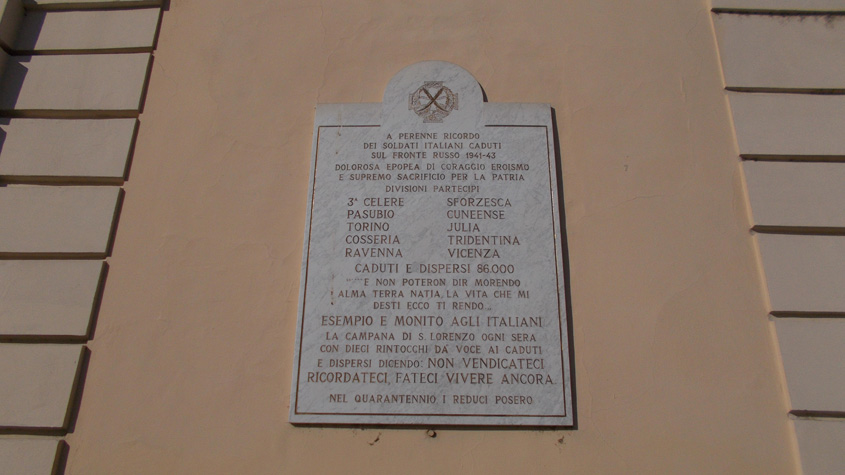 A PERENNE RICORDO
DEI SOLDATI ITALIANI CADUTI
SUL FRONTE RUSSO 1941-43
DOLOROSA EPOPEA DI CORAGGIO EROISMO
E SUPREMO SACRIFICIO PER LA PATRIA
DIVISIONI PARTECIPI
3ª CELERE SFORZESCA
PASUBIO CUNEENSE
TORINO JULIA
COSSERIA TRIDENTINA
RAVENNA VICENZA
CADUTI E DISPERSI 86.000
...E NON POTERON DIR MORENDO
ALMA TERRA NATIA, LA VITA CHE MI
DESTI ECCO TI RENDO...
ESEMPIO E MONITO AGLI ITALIANI
LA CAMPANA DI S. LORENZO OGNI SERA
CON DIECI RINTOCCHI DA' VOCE AI CADUTI
E DISPERSI DICENDO: NON VENDICATECI
RICORDATECI, FATECI VIVERE ANCORA.
NEL QUARANTENNIO, I REDUCI POSERO